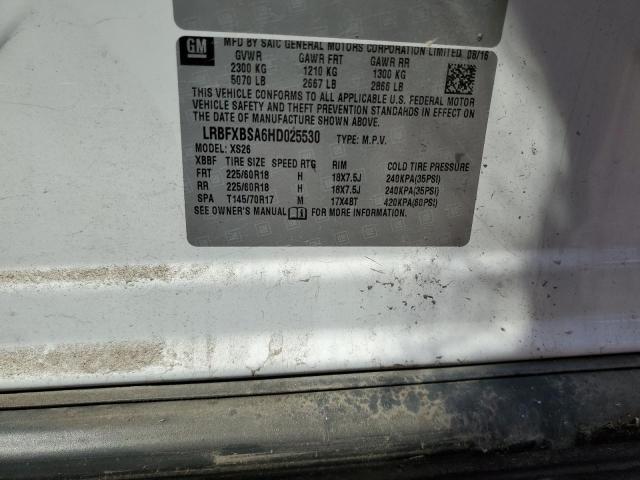 GM MFD BY SAIC GENERAL MOTORS CORPORATION LIMITED 08/16
GVWR GAWR FRT GAWR RR
2300 KG 1210 KG 1300 KG
5070 LB 2667 LB 2866 LB
THIS VEHICLE CONFORMS TO ALL APPLICABLE U.S. FEDERAL MOTOR
VEHICLE SAFETY AND THEFT PREVENTION STANDARDS IN EFFECT ON
THE DATE OF MANUFACTURE SHOWN ABOVE.
LRBFXBSA6HD025530 TYPE: M.P.V.
MODEL: XS26
XBBF TIRE SIZE SPEED RTG RIM COLD TIRE PRESSURE
FRT 225/60R18 H 18X7.5J 240KPA(35PSI)
RR 225/60R18 H 18X7.5J 240KPA(35PSI)
SPA T145/70R17 M 17X4BT 420KPA(60PSI)
SEE OWNER'S MANUAL FOR MORE INFORMATION.